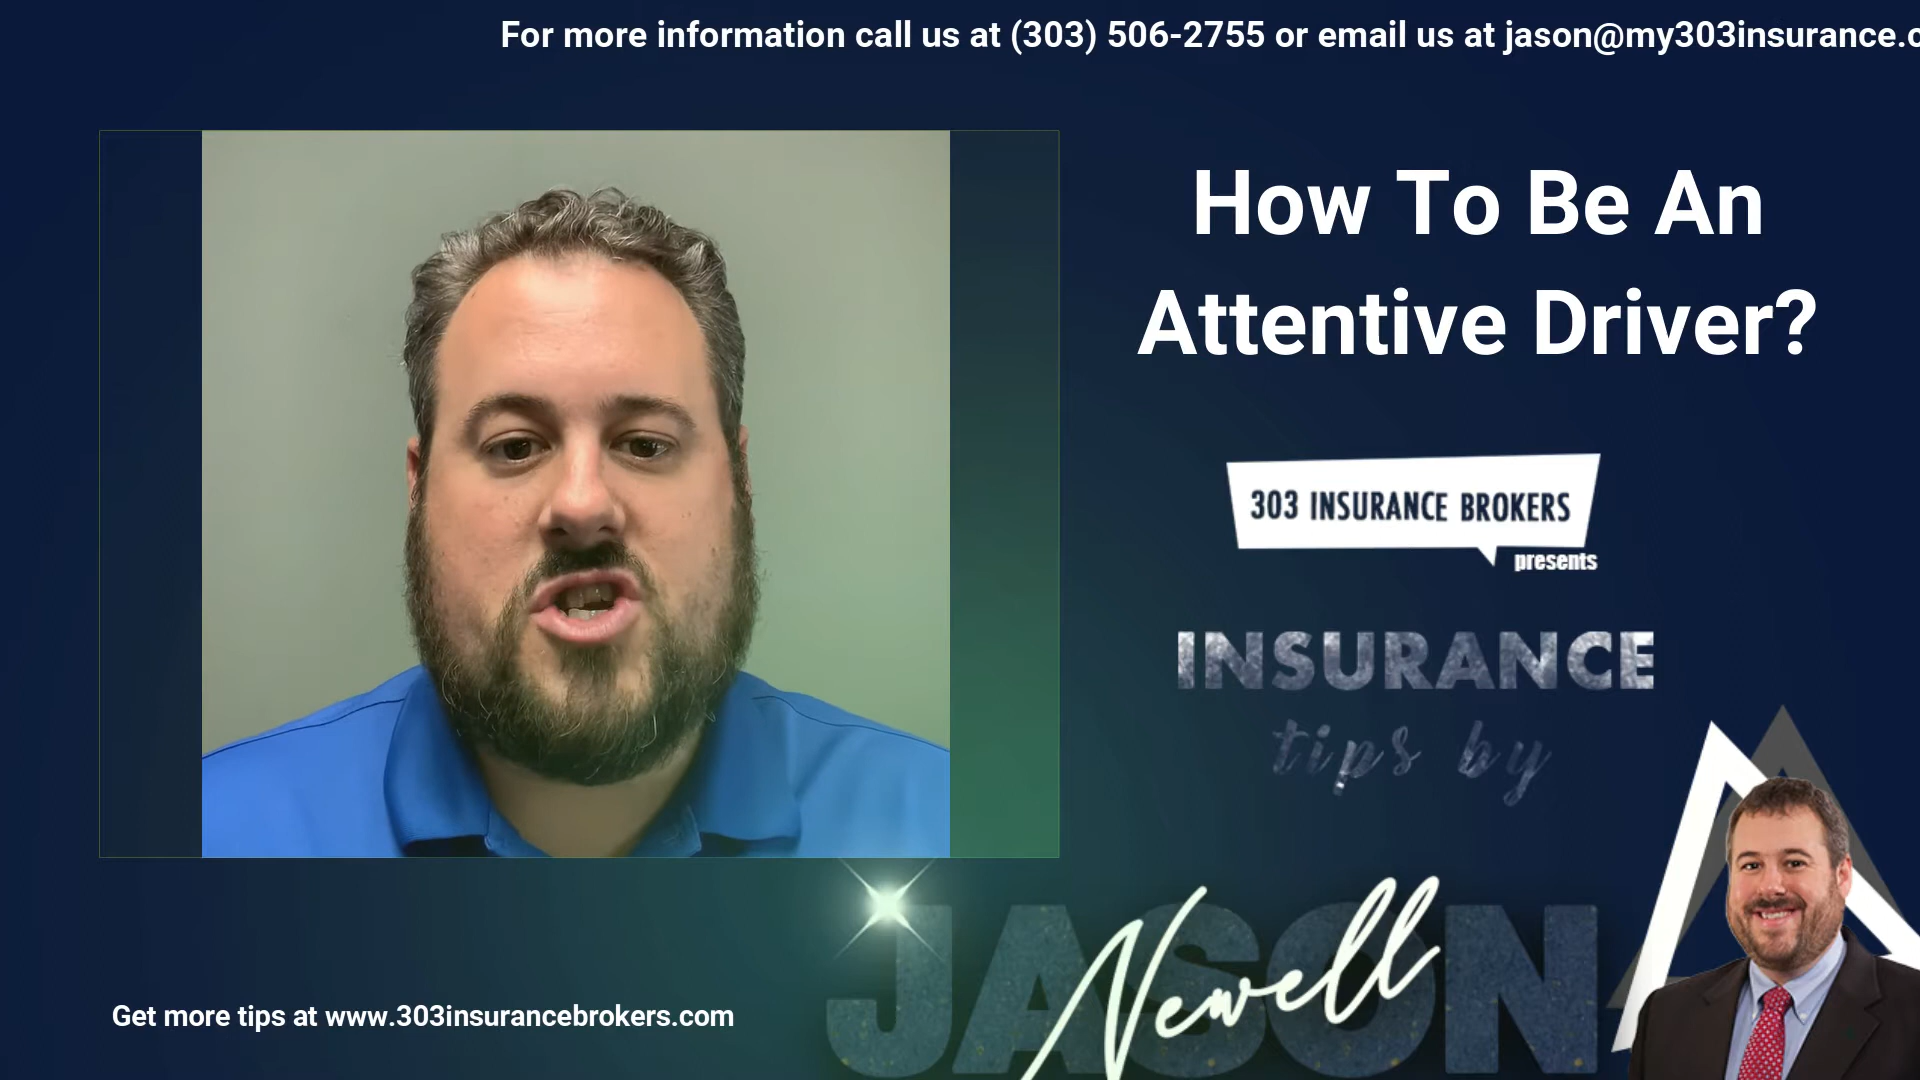 For more information call us at (303) 506-2755 or email us at jason@my303insurance.c
How To Be An
Attentive Driver?
303 INSURANCE BROKERS
presents
INSURANCE
tips by
JASON
Newell
Get more tips at www.303insurancebrokers.com